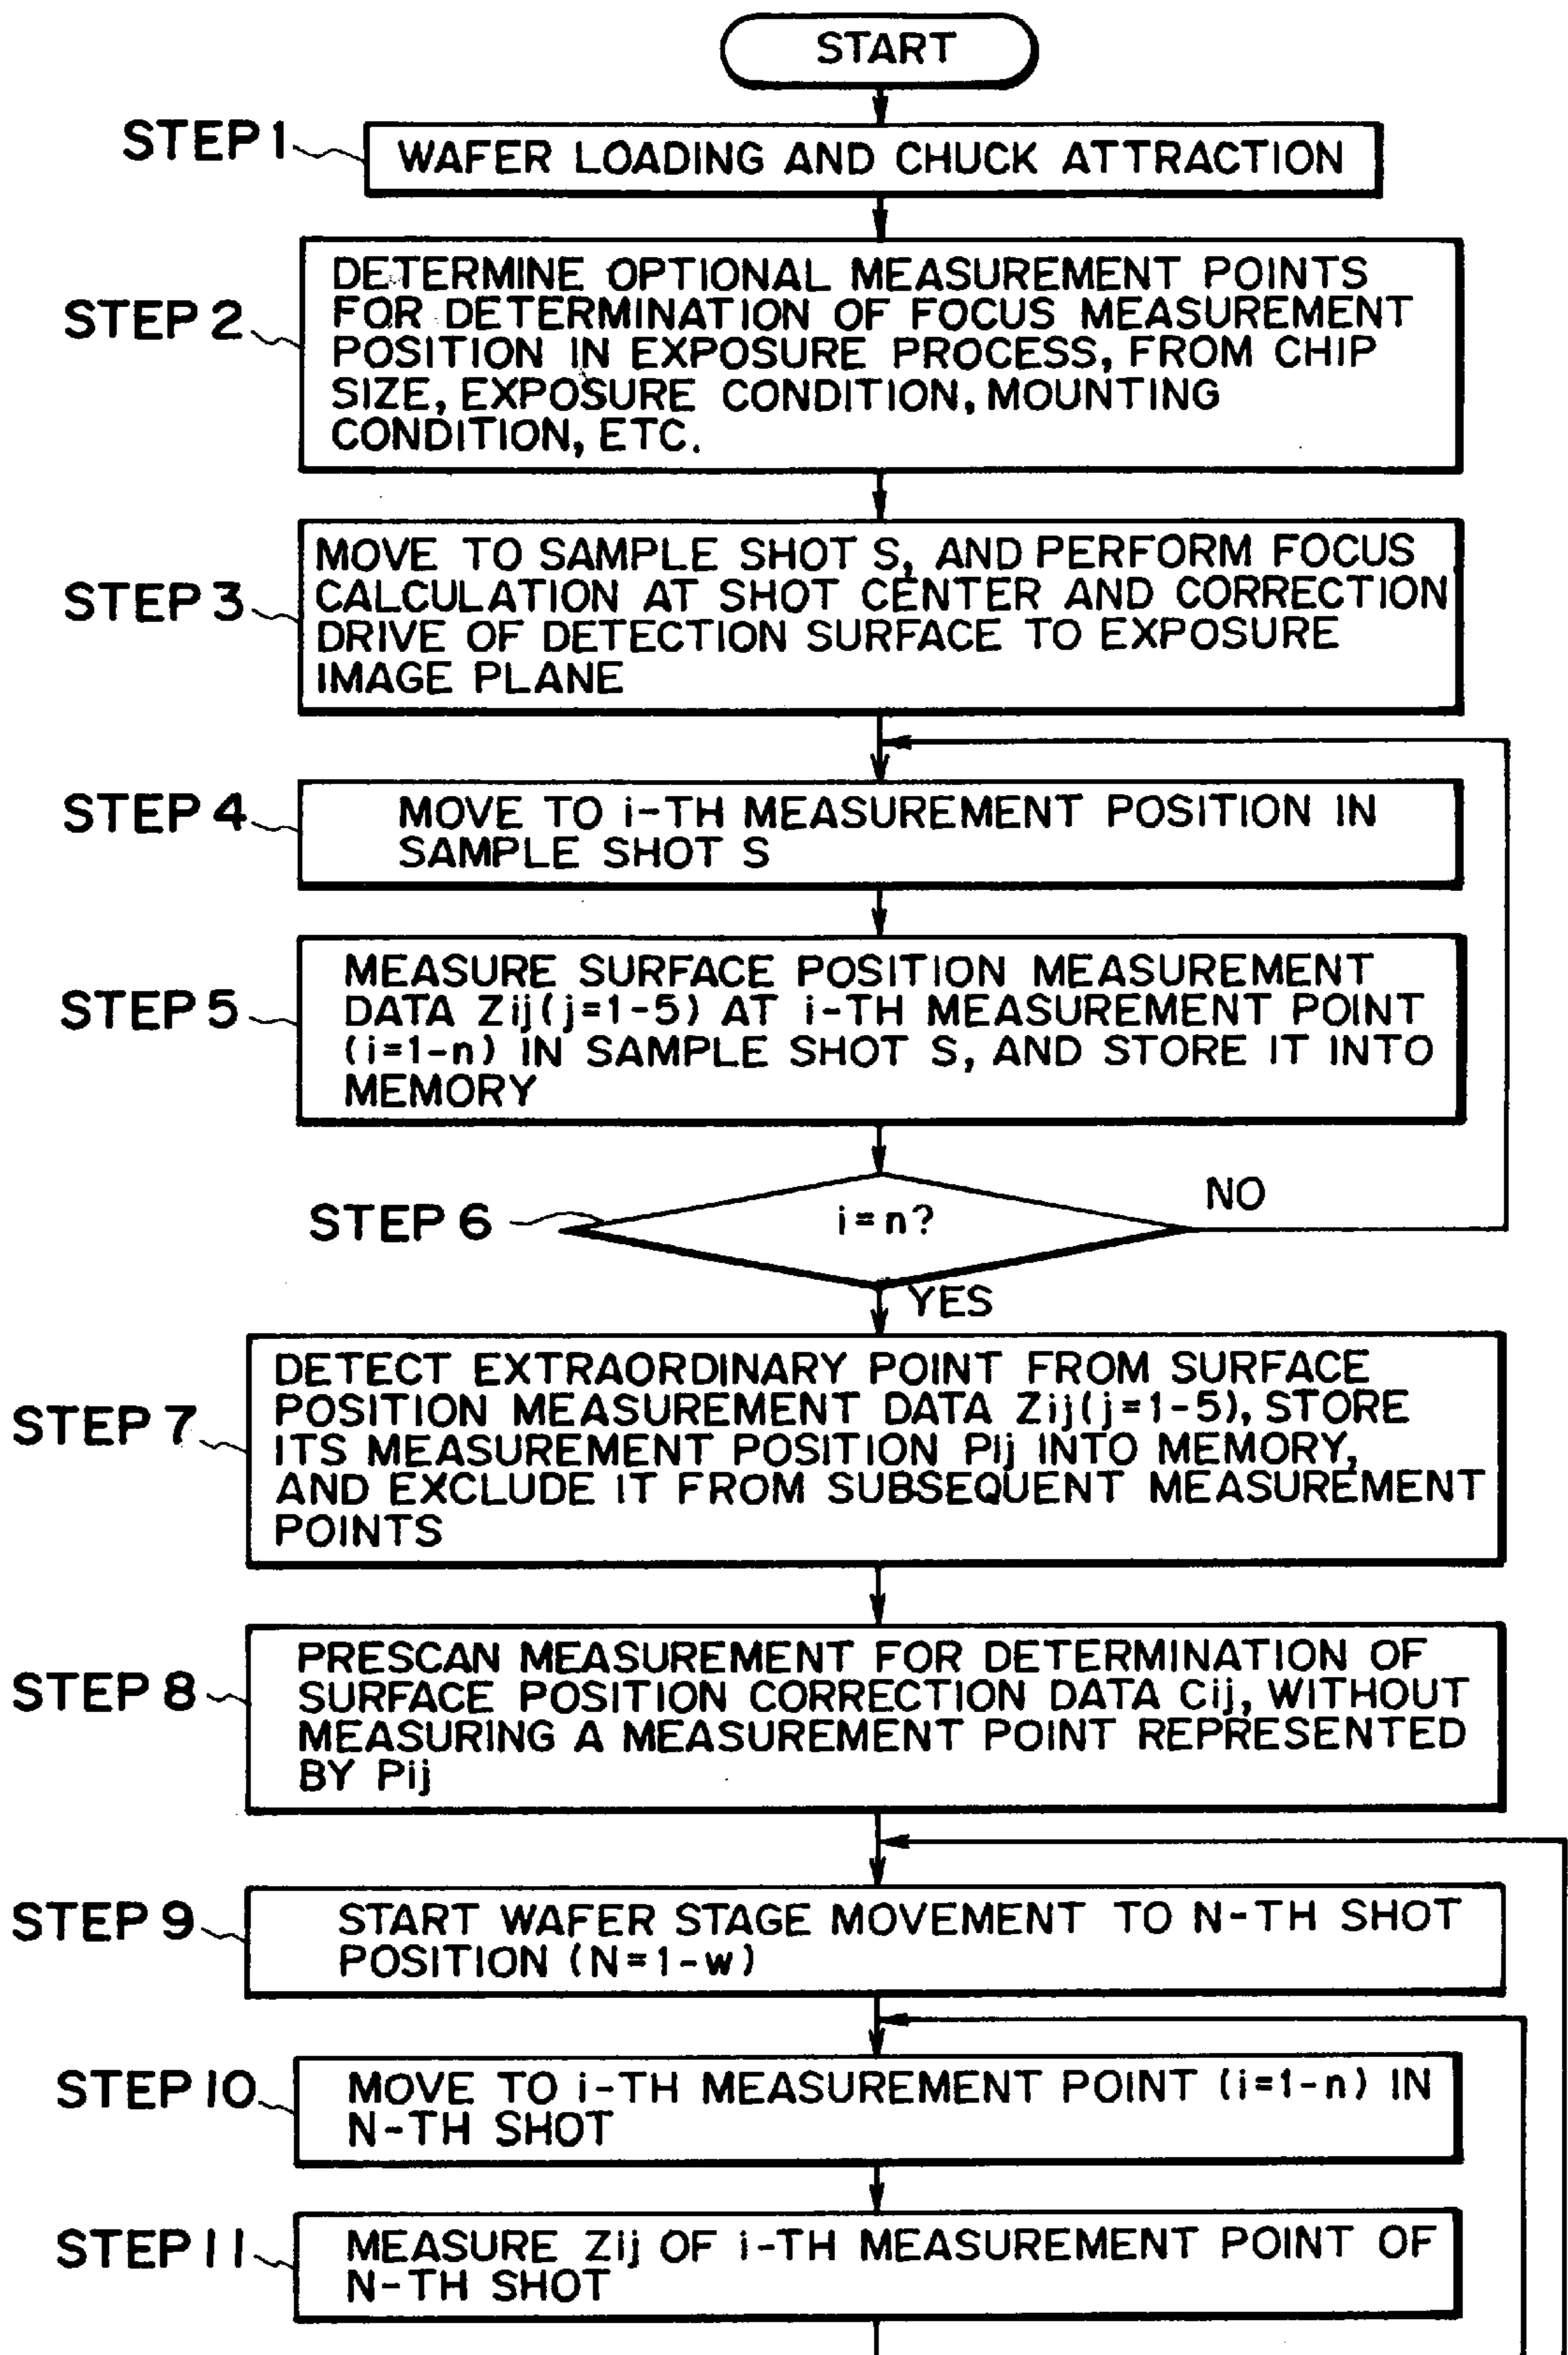 START
STEP 1
WAFER LOADING AND CHUCK ATTRACTION
STEP 2
DETERMINE OPTIONAL MEASUREMENT POINTS
FOR DETERMINATION OF FOCUS MEASUREMENT
POSITION IN EXPOSURE PROCESS, FROM CHIP
SIZE, EXPOSURE CONDITION, MOUNTING
CONDITION, ETC.
STEP 3
MOVE TO SAMPLE SHOT S, AND PERFORM FOCUS
CALCULATION AT SHOT CENTER AND CORRECTION
DRIVE OF DETECTION SURFACE TO EXPOSURE
IMAGE PLANE
STEP 4
MOVE TO i-TH MEASUREMENT POSITION IN
SAMPLE SHOT S
STEP 5
MEASURE SURFACE POSITION MEASUREMENT
DATA Zij(j=1-5) AT i-TH MEASUREMENT POINT
(i=1-n) IN SAMPLE SHOT S, AND STORE IT INTO
MEMORY
STEP 6
i=n?
NO
YES
STEP 7
DETECT EXTRAORDINARY POINT FROM SURFACE
POSITION MEASUREMENT DATA Zij(j=1-5), STORE
ITS MEASUREMENT POSITION Pij INTO MEMORY,
AND EXCLUDE IT FROM SUBSEQUENT MEASUREMENT
POINTS
STEP 8
PRESCAN MEASUREMENT FOR DETERMINATION OF
SURFACE POSITION CORRECTION DATA Cij, WITHOUT
MEASURING A MEASUREMENT POINT REPRESENTED
BY Pij
STEP 9
START WAFER STAGE MOVEMENT TO N-TH SHOT
POSITION (N=1-w)
STEP 10
MOVE TO i-TH MEASUREMENT POINT (i=1-n) IN
N-TH SHOT
STEP 11
MEASURE Zij OF i-TH MEASUREMENT POINT OF
N-TH SHOT